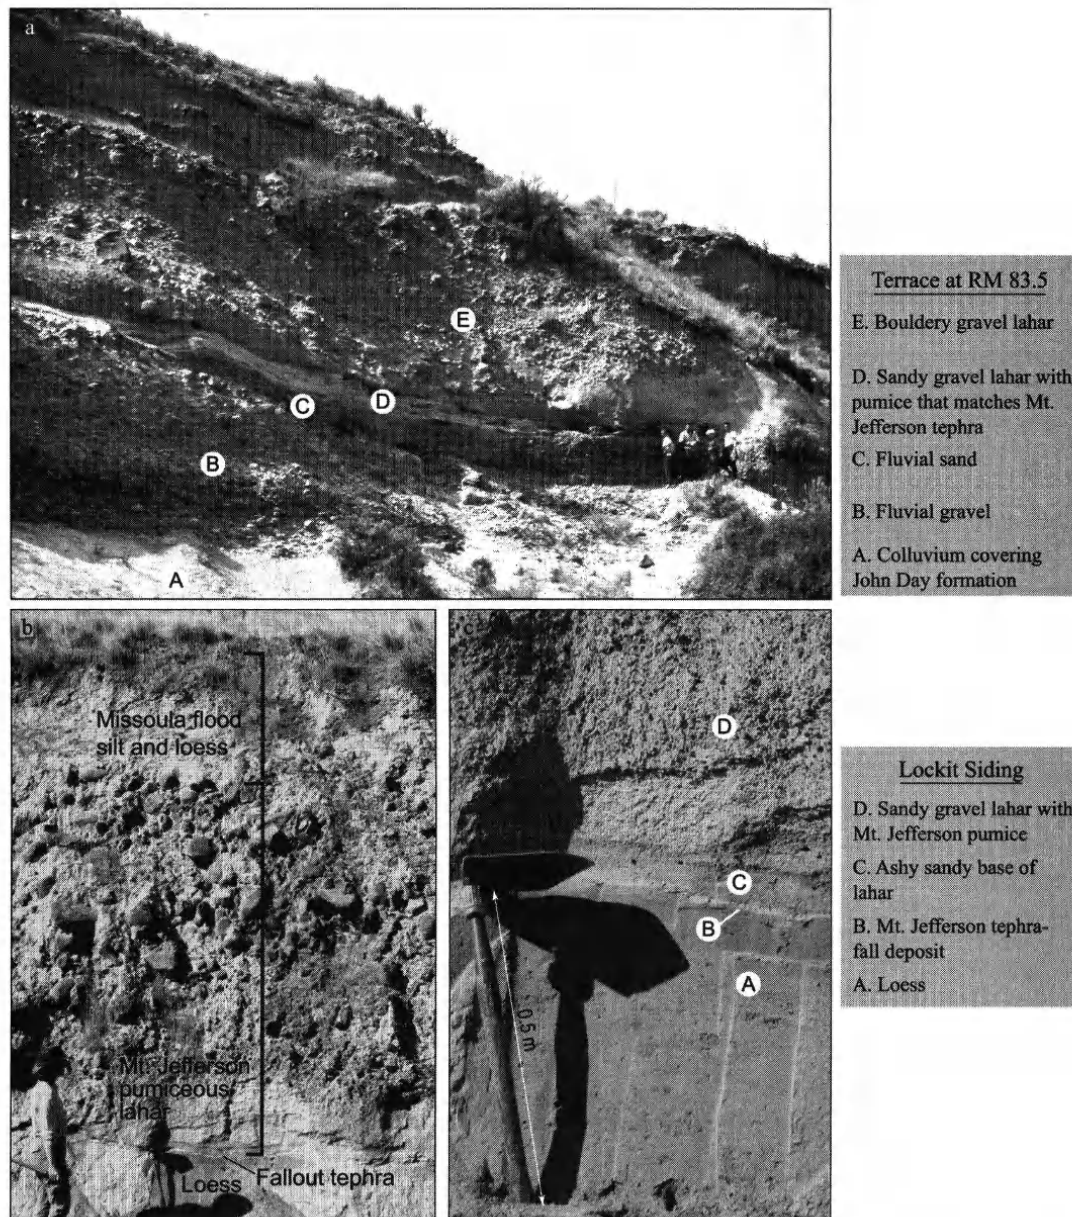 a
E
D
C
B
A
Terrace at RM 83.5
E. Bouldery gravel lahar
D. Sandy gravel lahar with
pumice that matches Mt.
Jefferson tephra
C. Fluvial sand
B. Fluvial gravel
A. Colluvium covering
John Day formation
b
Missoula flood
silt and loess
Mt. Jefferson
pumiceous
lahar
Fallout tephra
Loess
c
D
C
B
A
0.5 m
Lockit Siding
D. Sandy gravel lahar with
Mt. Jefferson pumice
C. Ashy sandy base of
lahar
B. Mt. Jefferson tephra-
fall deposit
A. Loess